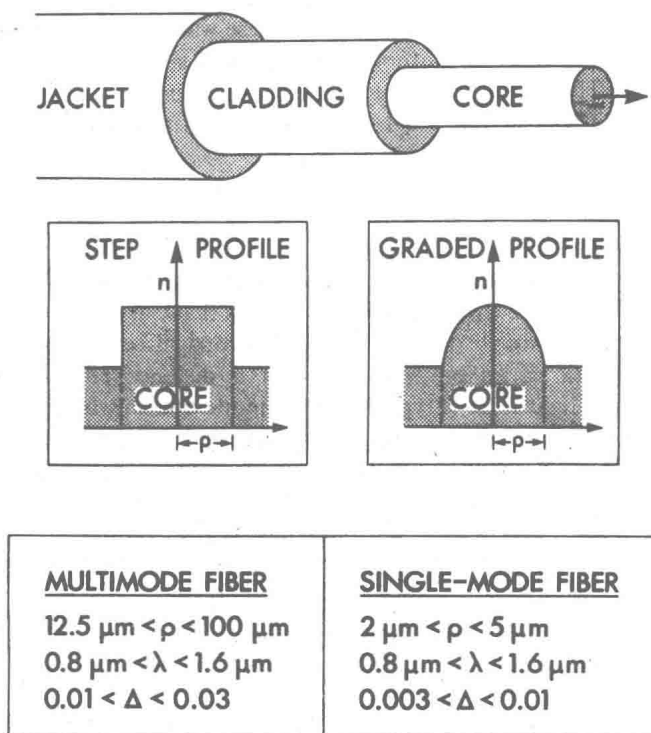 JACKET CLADDING CORE
STEP PROFILE
n
CORE
ρ
GRADED PROFILE
n
CORE
ρ
MULTIMODE FIBER
12.5 μm < ρ < 100 μm
0.8 μm < λ < 1.6 μm
0.01 < Δ < 0.03
SINGLE-MODE FIBER
2 μm < ρ < 5 μm
0.8 μm < λ < 1.6 μm
0.003 < Δ < 0.01